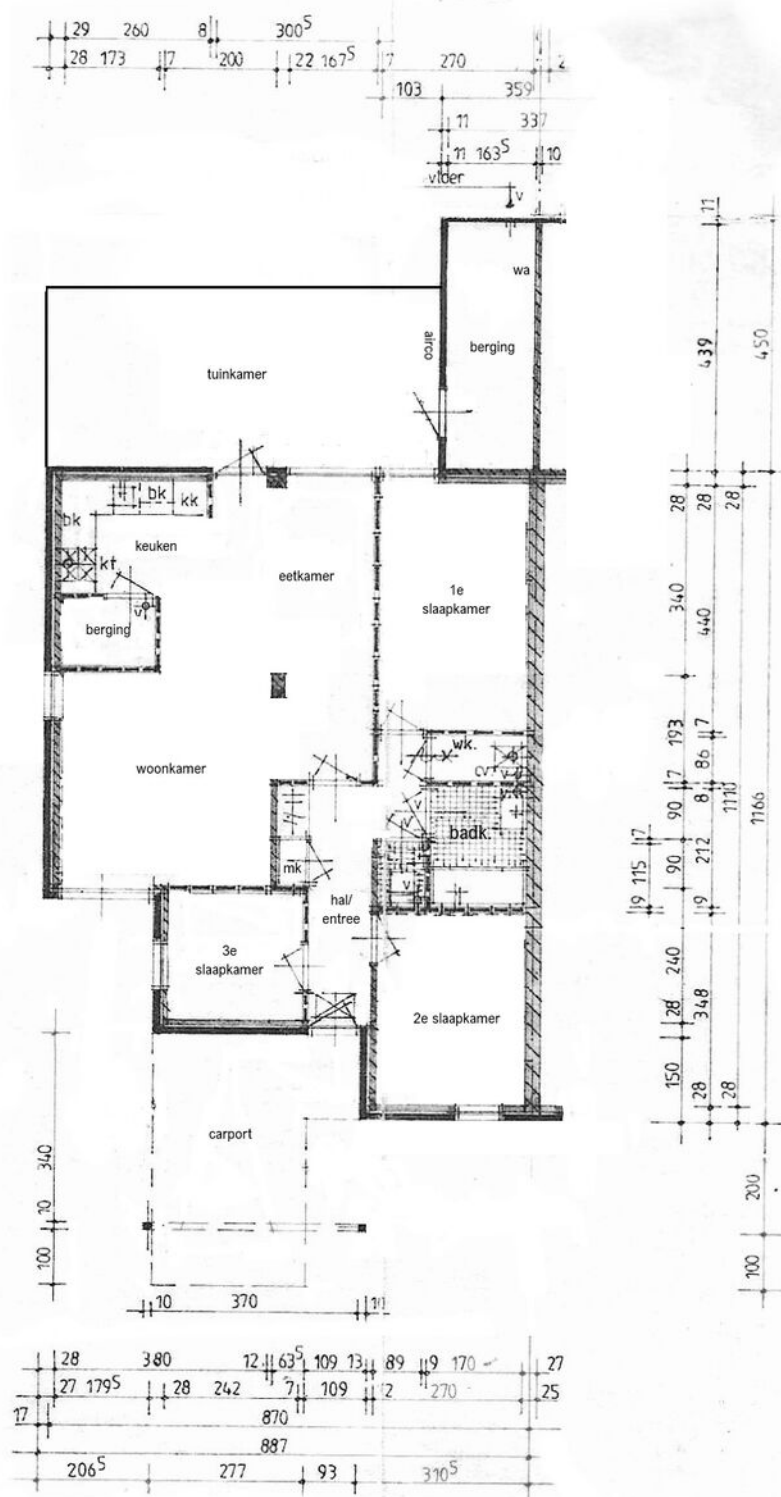 29 260 8 300S
28 173 7 200 22 167S 7 270 2
103 359
11 337
11 163S 10
vloer
v
wa
airco
berging
tuinkamer
11
439
450
bk kk
bk
keuken
kt
eetkamer
1e
slaapkamer
v
berging
28 28 28
340
440
woonkamer
wk.
v
cv v
v
v
badk.
v
mk
v
hal/
entree
3e
slaapkamer
2e slaapkamer
193 7
86
7 8 1110 1166
90
212
17
90 115
9 9
240
28 348
150
28 28
carport
340
10
100
200
100
10 370 10
28 380 12 63S 109 13 89 9 170 27
27 179S 28 242 7 109 2 270 25
17 870
887
206S 277 93 310S